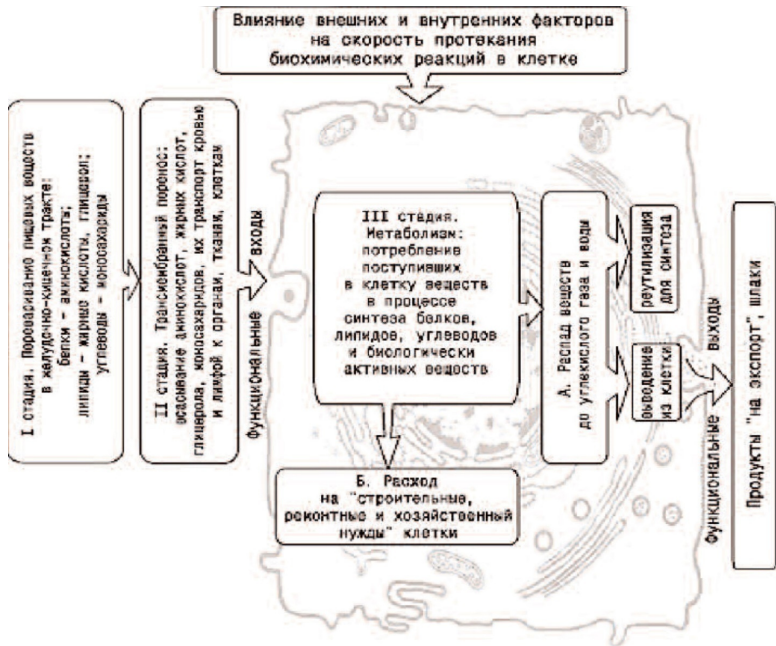 Влияние внешних и внутренних факторов
на скорость протекания
биохимических реакций в клетке
I стадия. Переваривание пищевых веществ
в желудочно-кишечном тракте:
белки – аминокислоты;
липиды – жирные кислоты, глицерол;
углеводы – моносахариды
II стадия. Трансмембранный перенос:
всасывание аминокислот, жирных кислот,
глицерола, моносахаридов, их транспорт кровью
и лимфой к органам, тканям, клеткам
Функциональные входы
III стадия.
Метаболизм:
потребление
поступивших
в клетку веществ
в процессе
синтеза белков,
липидов, углеводов
и биологически
активных веществ
А. Распад веществ
до углекислого газа и воды
реутилизация
для синтеза
выведение
из клетки
Функциональные выходы
Продукты "на экспорт", шлаки
Б. Расход
на "строительные,
ремонтные и хозяйственный
нужды" клетки